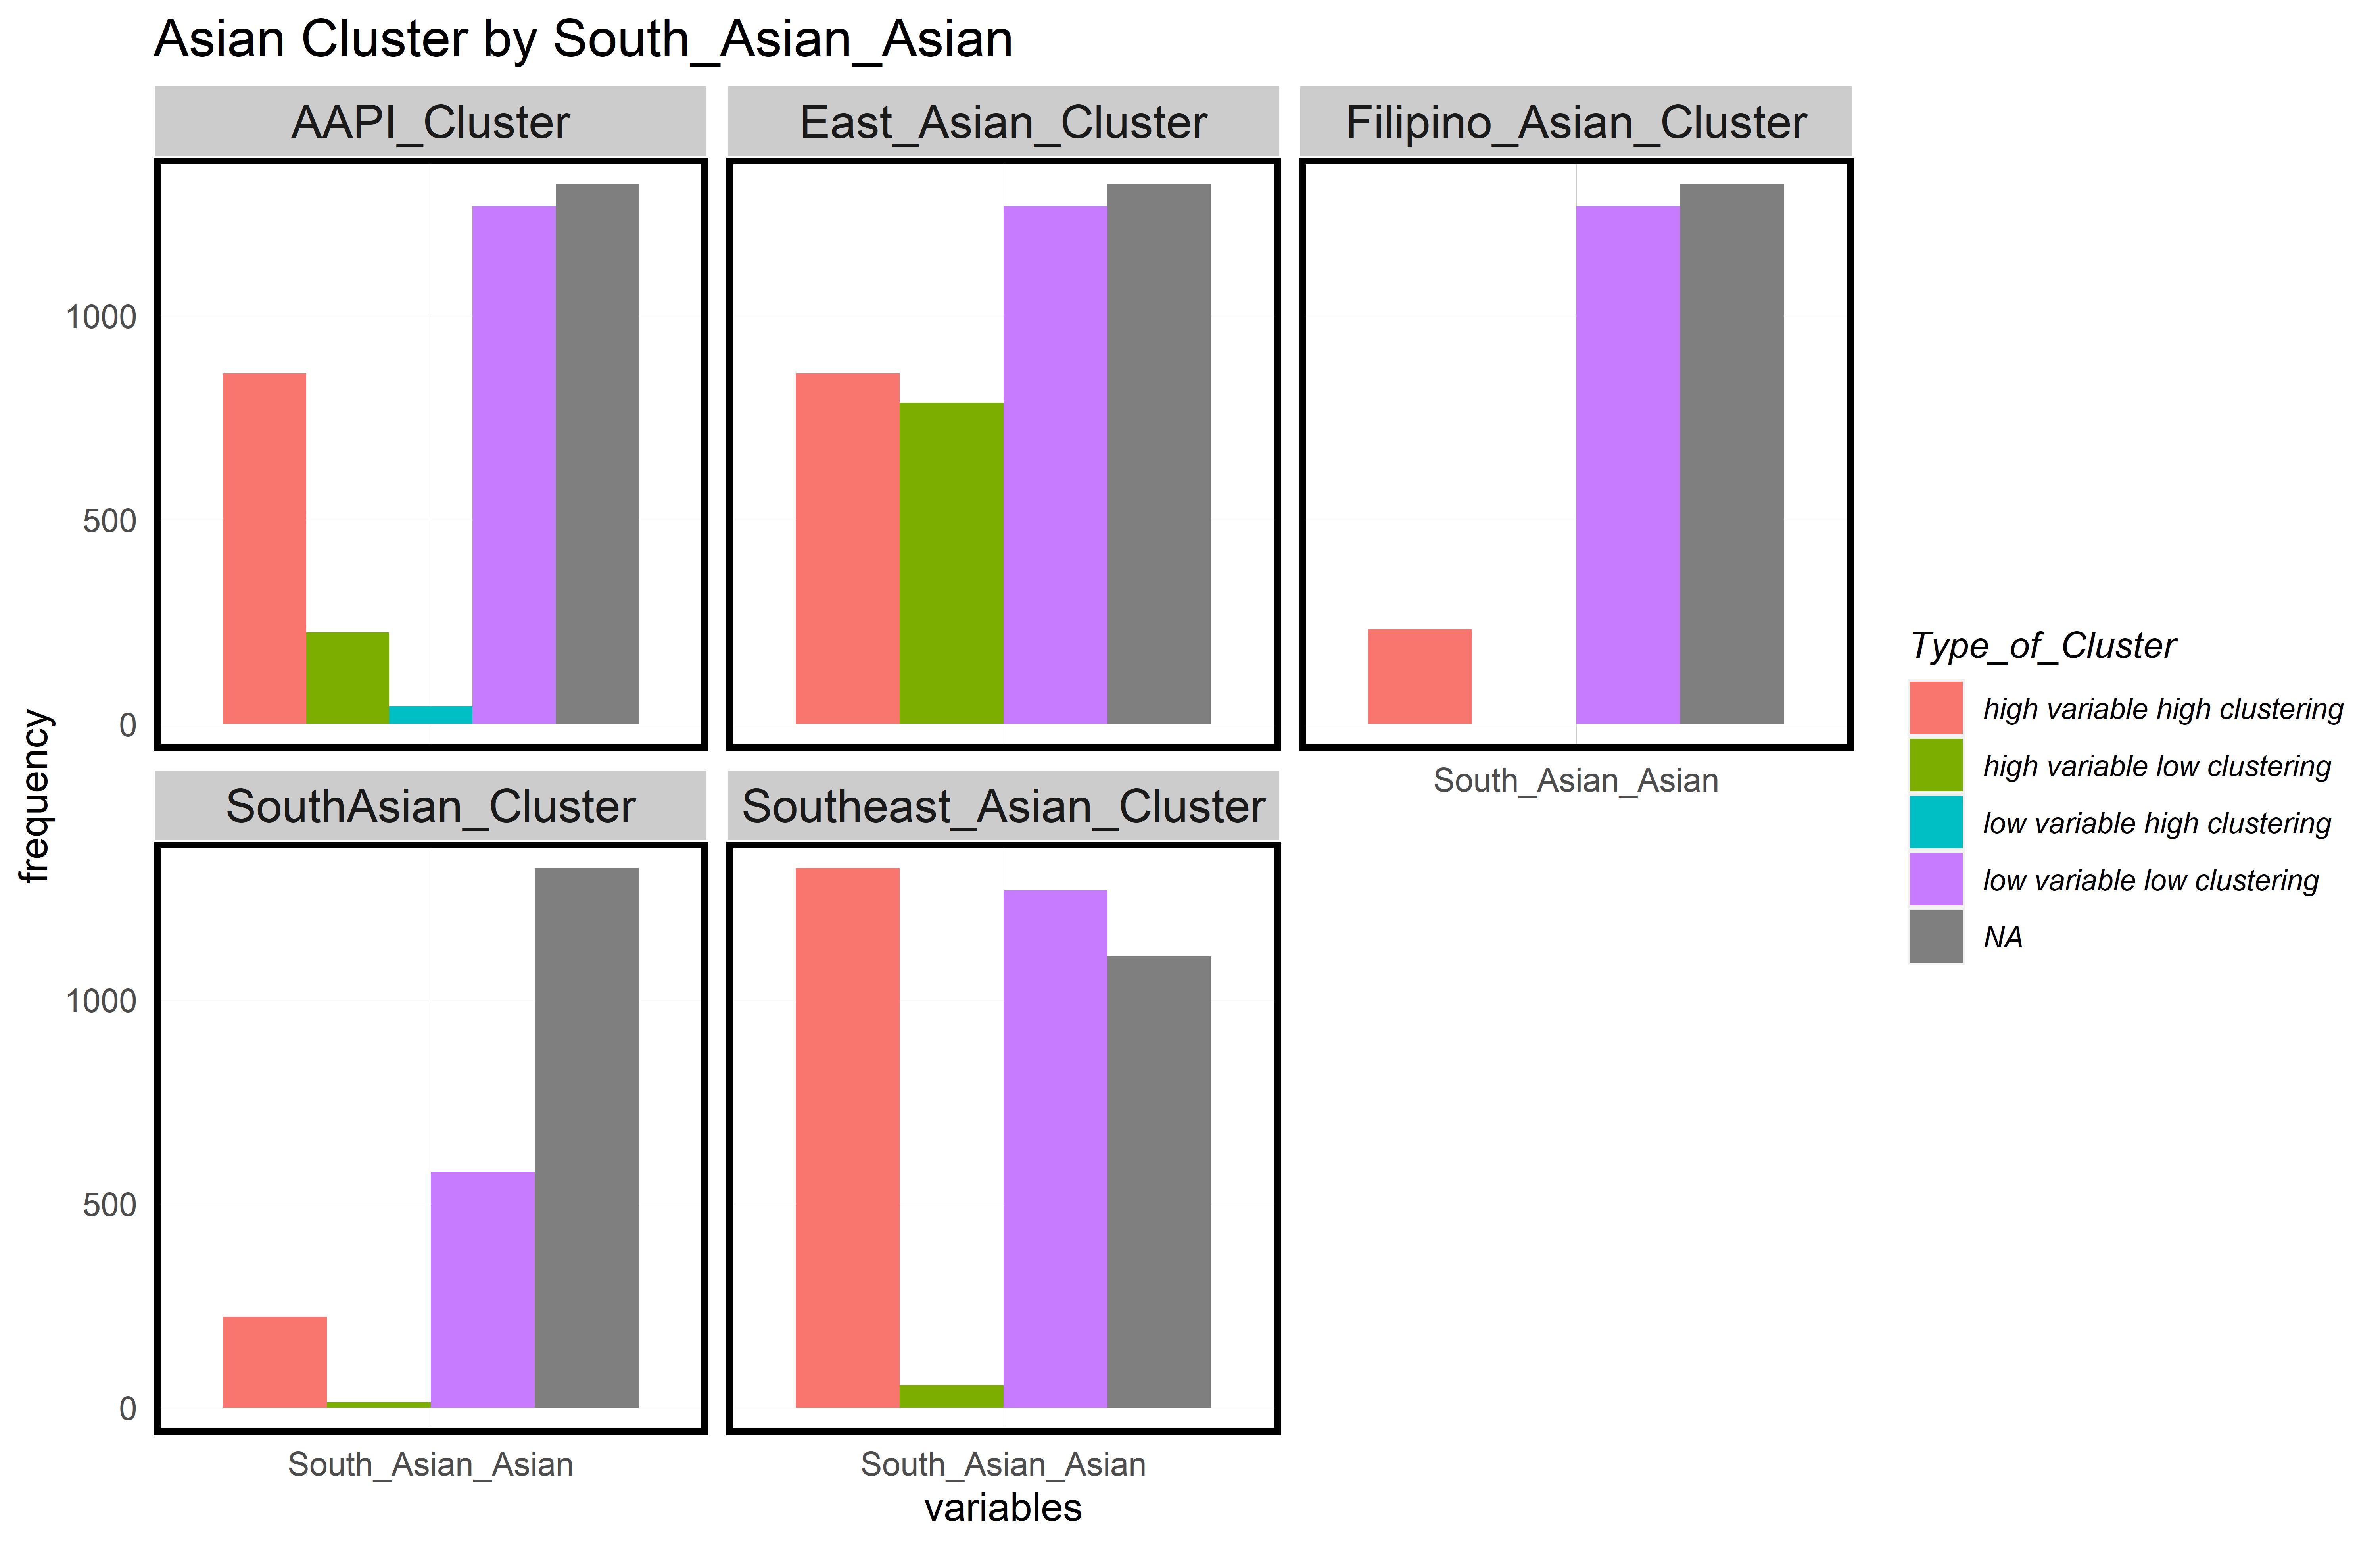 Asian Cluster by South_Asian_Asian
AAPI_Cluster
East_Asian_Cluster
Filipino_Asian_Cluster
1000
500
0
South_Asian_Asian
SouthAsian_Cluster
Southeast_Asian_Cluster
1000
500
0
South_Asian_Asian
South_Asian_Asian
variables
frequency
Type_of_Cluster
high variable high clustering
high variable low clustering
low variable high clustering
low variable low clustering
NA